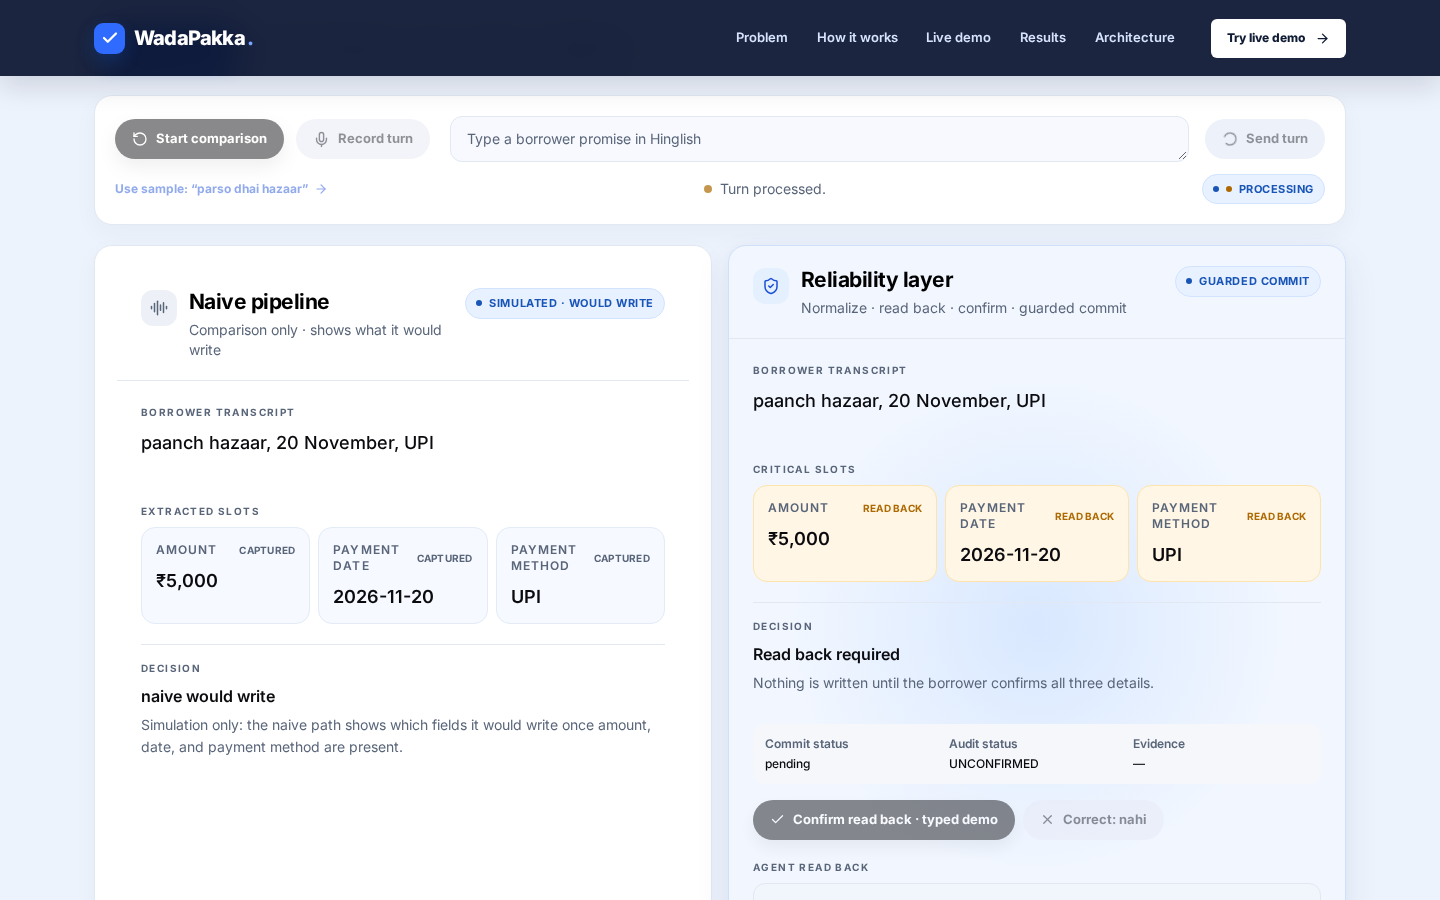 WadaPakka.
Problem
How it works
Live demo
Results
Architecture
Try live demo
Start comparison
Record turn
Type a borrower promise in Hinglish
Send turn
Use sample: “parso dhai hazaar”
Turn processed.
PROCESSING
Naive pipeline
Comparison only · shows what it would
write
SIMULATED · WOULD WRITE
BORROWER TRANSCRIPT
paanch hazaar, 20 November, UPI
EXTRACTED SLOTS
AMOUNT
CAPTURED
₹5,000
PAYMENT
DATE
CAPTURED
2026-11-20
PAYMENT
METHOD
CAPTURED
UPI
DECISION
naive would write
Simulation only: the naive path shows which fields it would write once amount,
date, and payment method are present.
Reliability layer
Normalize · read back · confirm · guarded commit
GUARDED COMMIT
BORROWER TRANSCRIPT
paanch hazaar, 20 November, UPI
CRITICAL SLOTS
AMOUNT
READ BACK
₹5,000
PAYMENT
DATE
READ BACK
2026-11-20
PAYMENT
METHOD
READ BACK
UPI
DECISION
Read back required
Nothing is written until the borrower confirms all three details.
Commit status
pending
Audit status
UNCONFIRMED
Evidence
—
Confirm read back · typed demo
Correct: nahi
AGENT READ BACK